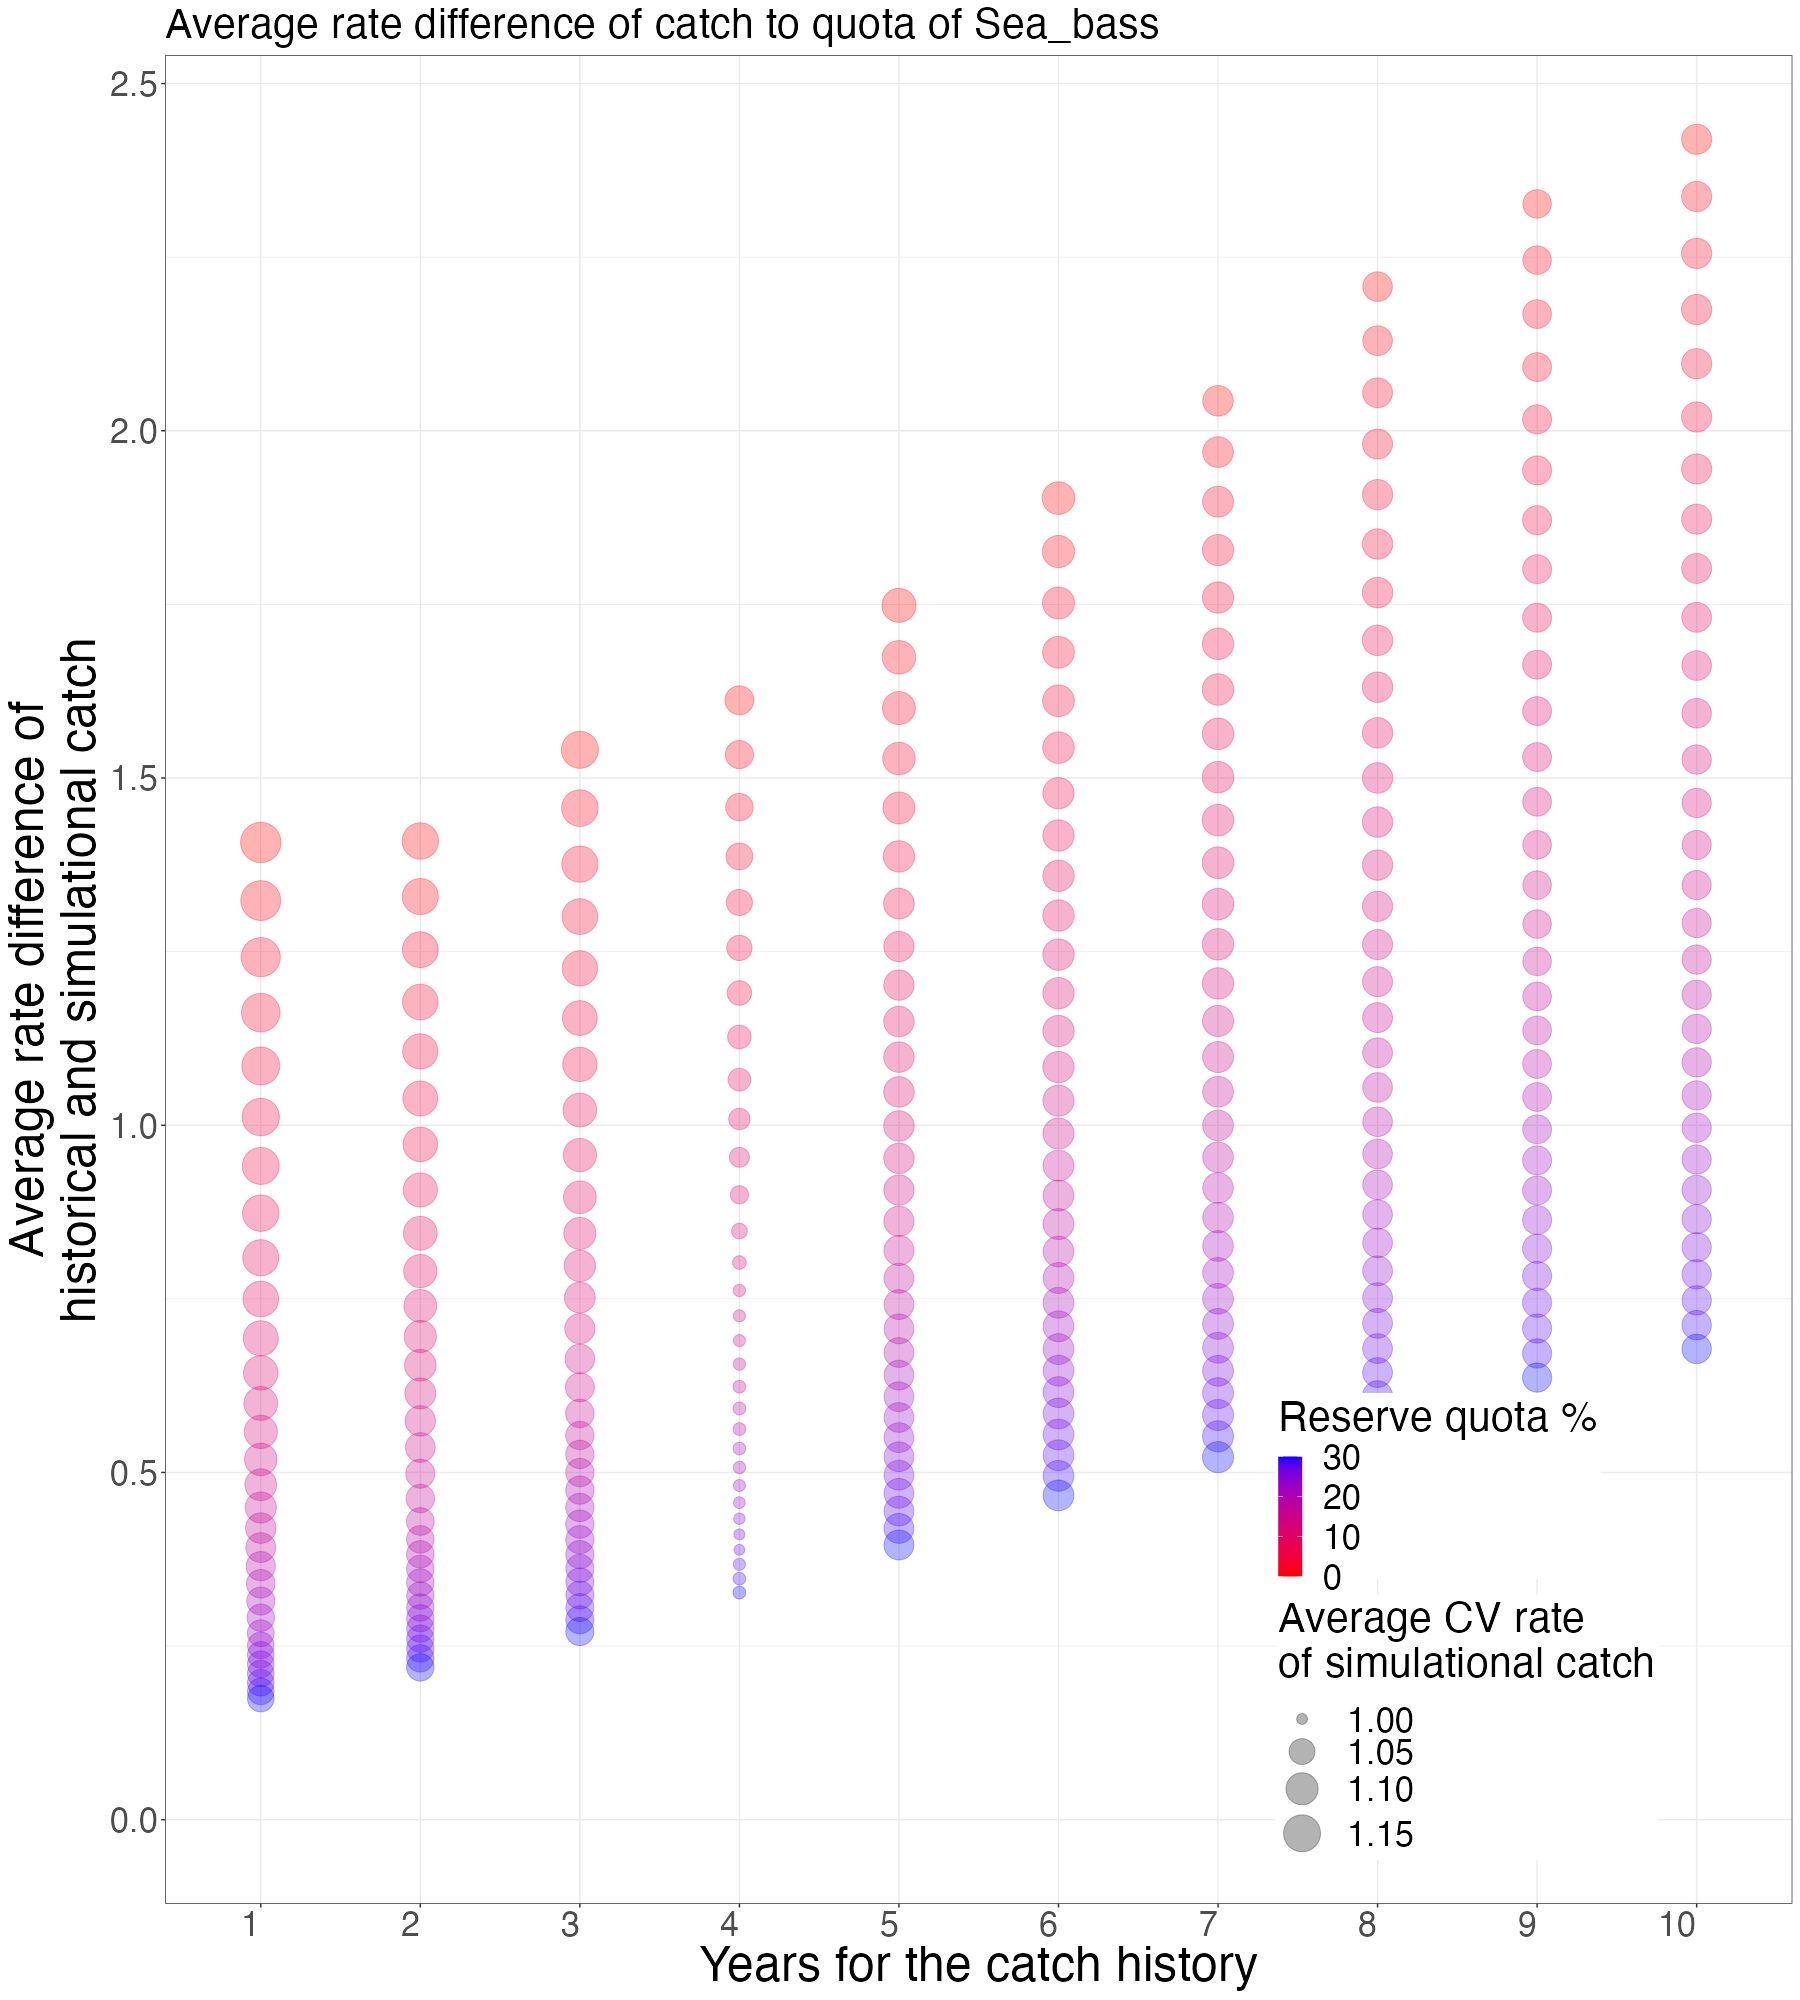 Average rate difference of catch to quota of Sea_bass
Average rate difference of
historical and simulational catch
2.5
2.0
1.5
1.0
0.5
0.0
Reserve quota %
30
20
10
0
Average CV rate
of simulational catch
1.00
1.05
1.10
1.15
1 2 3 4 5 6 7 8 9 10
Years for the catch history